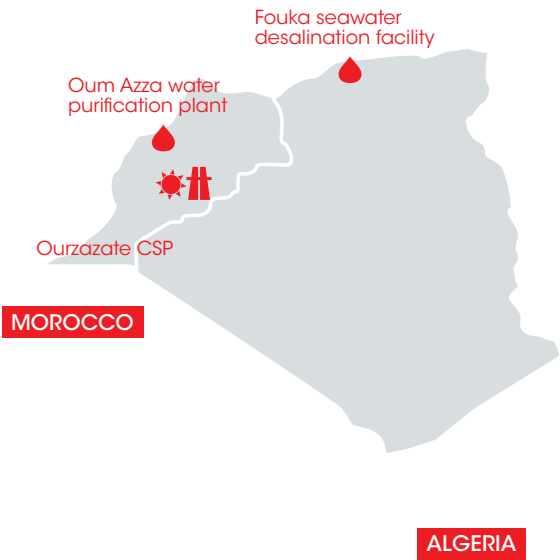 Fouka seawater
desalination facility
Oum Azza water
purification plant
Ourzazate CSP
MOROCCO
ALGERIA